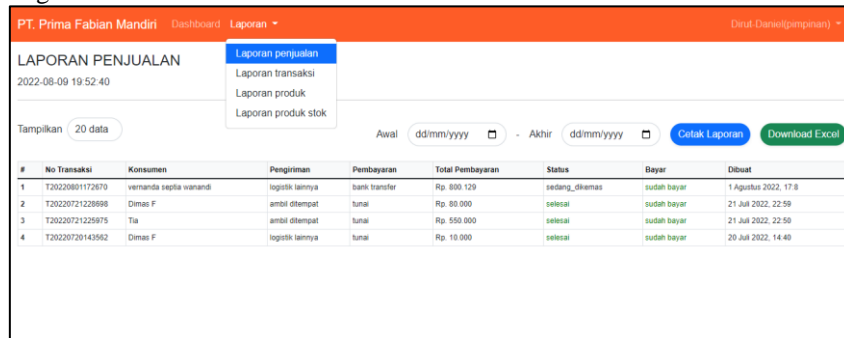 PT. Prima Fabian Mandiri Dashboard Laporan Dirut-Daniel(pimpinan)
LAPORAN PENJUALAN
2022-08-09 19:52:40
Laporan penjualan
Laporan transaksi
Laporan produk
Laporan produk stok
Tampilkan 20 data Awal dd/mm/yyyy - Akhir dd/mm/yyyy Cetak Laporan Download Excel
# No Transaksi Konsumen Pengiriman Pembayaran Total Pembayaran Status Bayar Dibuat
1 T20220801172670 vernanda septia wanandi logistik lainnya bank transfer Rp. 800.129 sedang_dikemas sudah bayar 1 Agustus 2022, 17:8
2 T20220721228698 Dimas F ambil ditempat tunai Rp. 80.000 selesai sudah bayar 21 Juli 2022, 22:59
3 T20220721225975 Tia ambil ditempat tunai Rp. 550.000 selesai sudah bayar 21 Juli 2022, 22:50
4 T20220720143562 Dimas F logistik lainnya tunai Rp. 10.000 selesai sudah bayar 20 Juli 2022, 14:40